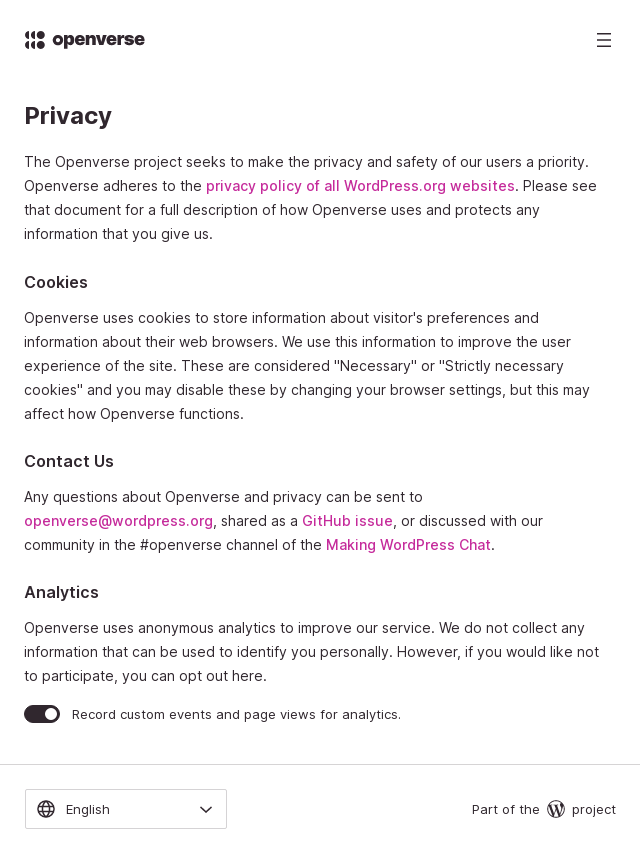 openverse
Privacy
The Openverse project seeks to make the privacy and safety of our users a priority.
Openverse adheres to the privacy policy of all WordPress.org websites. Please see
that document for a full description of how Openverse uses and protects any
information that you give us.
Cookies
Openverse uses cookies to store information about visitor's preferences and
information about their web browsers. We use this information to improve the user
experience of the site. These are considered "Necessary" or "Strictly necessary
cookies" and you may disable these by changing your browser settings, but this may
affect how Openverse functions.
Contact Us
Any questions about Openverse and privacy can be sent to
openverse@wordpress.org, shared as a GitHub issue, or discussed with our
community in the #openverse channel of the Making WordPress Chat.
Analytics
Openverse uses anonymous analytics to improve our service. We do not collect any
information that can be used to identify you personally. However, if you would like not
to participate, you can opt out here.
Record custom events and page views for analytics.
English
Part of the project